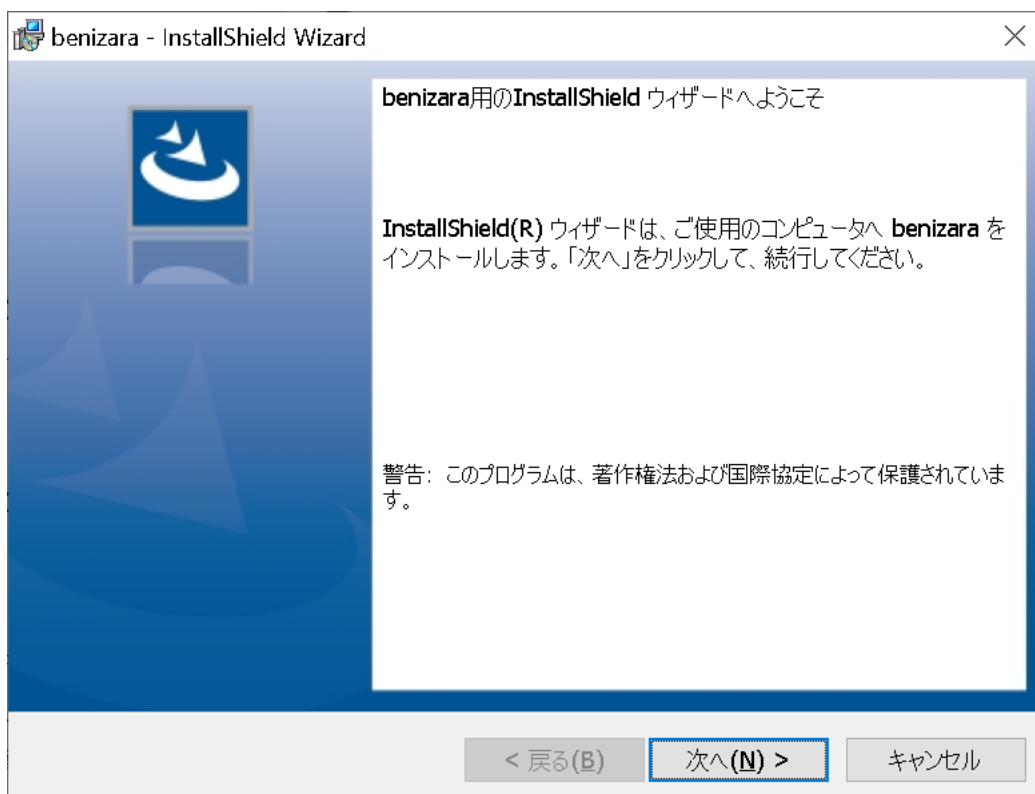 benizara - InstallShield Wizard
benizara用のInstallShield ウィザードへようこそ
InstallShield(R) ウィザードは、ご使用のコンピュータへ benizara を
インストールします。「次へ」をクリックして、続行してください。
警告: このプログラムは、著作権法および国際協定によって保護されていま
す。
< 戻る(B)
次へ(N) >
キャンセル